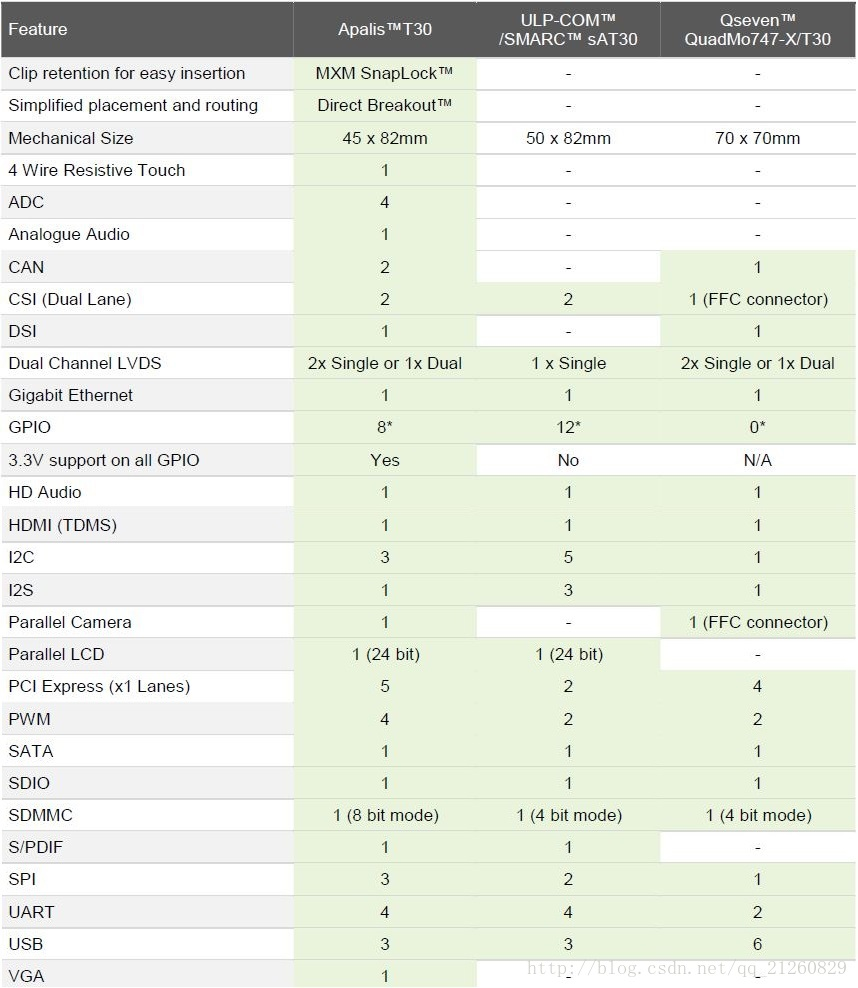 Feature Apalis™T30 ULP-COM™ /SMARC™ sAT30 Qseven™ QuadMo747-X/T30
Clip retention for easy insertion MXM SnapLock™ - -
Simplified placement and routing Direct Breakout™ - -
Mechanical Size 45 x 82mm 50 x 82mm 70 x 70mm
4 Wire Resistive Touch 1 - -
ADC 4 - -
Analogue Audio 1 - -
CAN 2 - 1
CSI (Dual Lane) 2 2 1 (FFC connector)
DSI 1 - 1
Dual Channel LVDS 2x Single or 1x Dual 1 x Single 2x Single or 1x Dual
Gigabit Ethernet 1 1 1
GPIO 8* 12* 0*
3.3V support on all GPIO Yes No N/A
HD Audio 1 1 1
HDMI (TDMS) 1 1 1
I2C 3 5 1
I2S 1 3 1
Parallel Camera 1 - 1 (FFC connector)
Parallel LCD 1 (24 bit) 1 (24 bit) -
PCI Express (x1 Lanes) 5 2 4
PWM 4 2 2
SATA 1 1 1
SDIO 1 1 1
SDMMC 1 (8 bit mode) 1 (4 bit mode) 1 (4 bit mode)
S/PDIF 1 1 -
SPI 3 2 1
UART 4 4 2
USB 3 3 6
VGA 1 - -
http://blog.csdn.net/qq_21260829